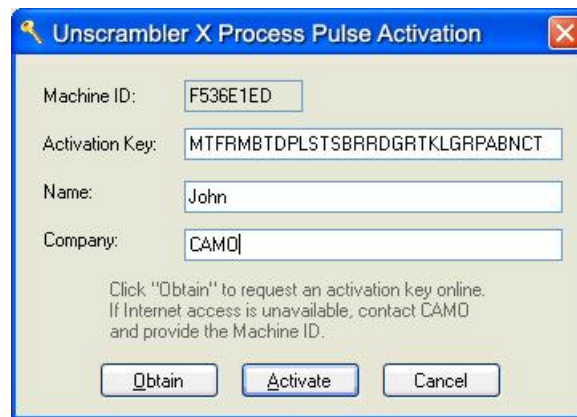 Unscrambler X Process Pulse Activation
Machine ID: F536E1ED
Activation Key: MTFRMBTDPLSTSBRRDGRTKLGRPABNCT
Name: John
Company: CAMO
Click "Obtain" to request an activation key online.
If Internet access is unavailable, contact CAMO
and provide the Machine ID.
Obtain Activate Cancel